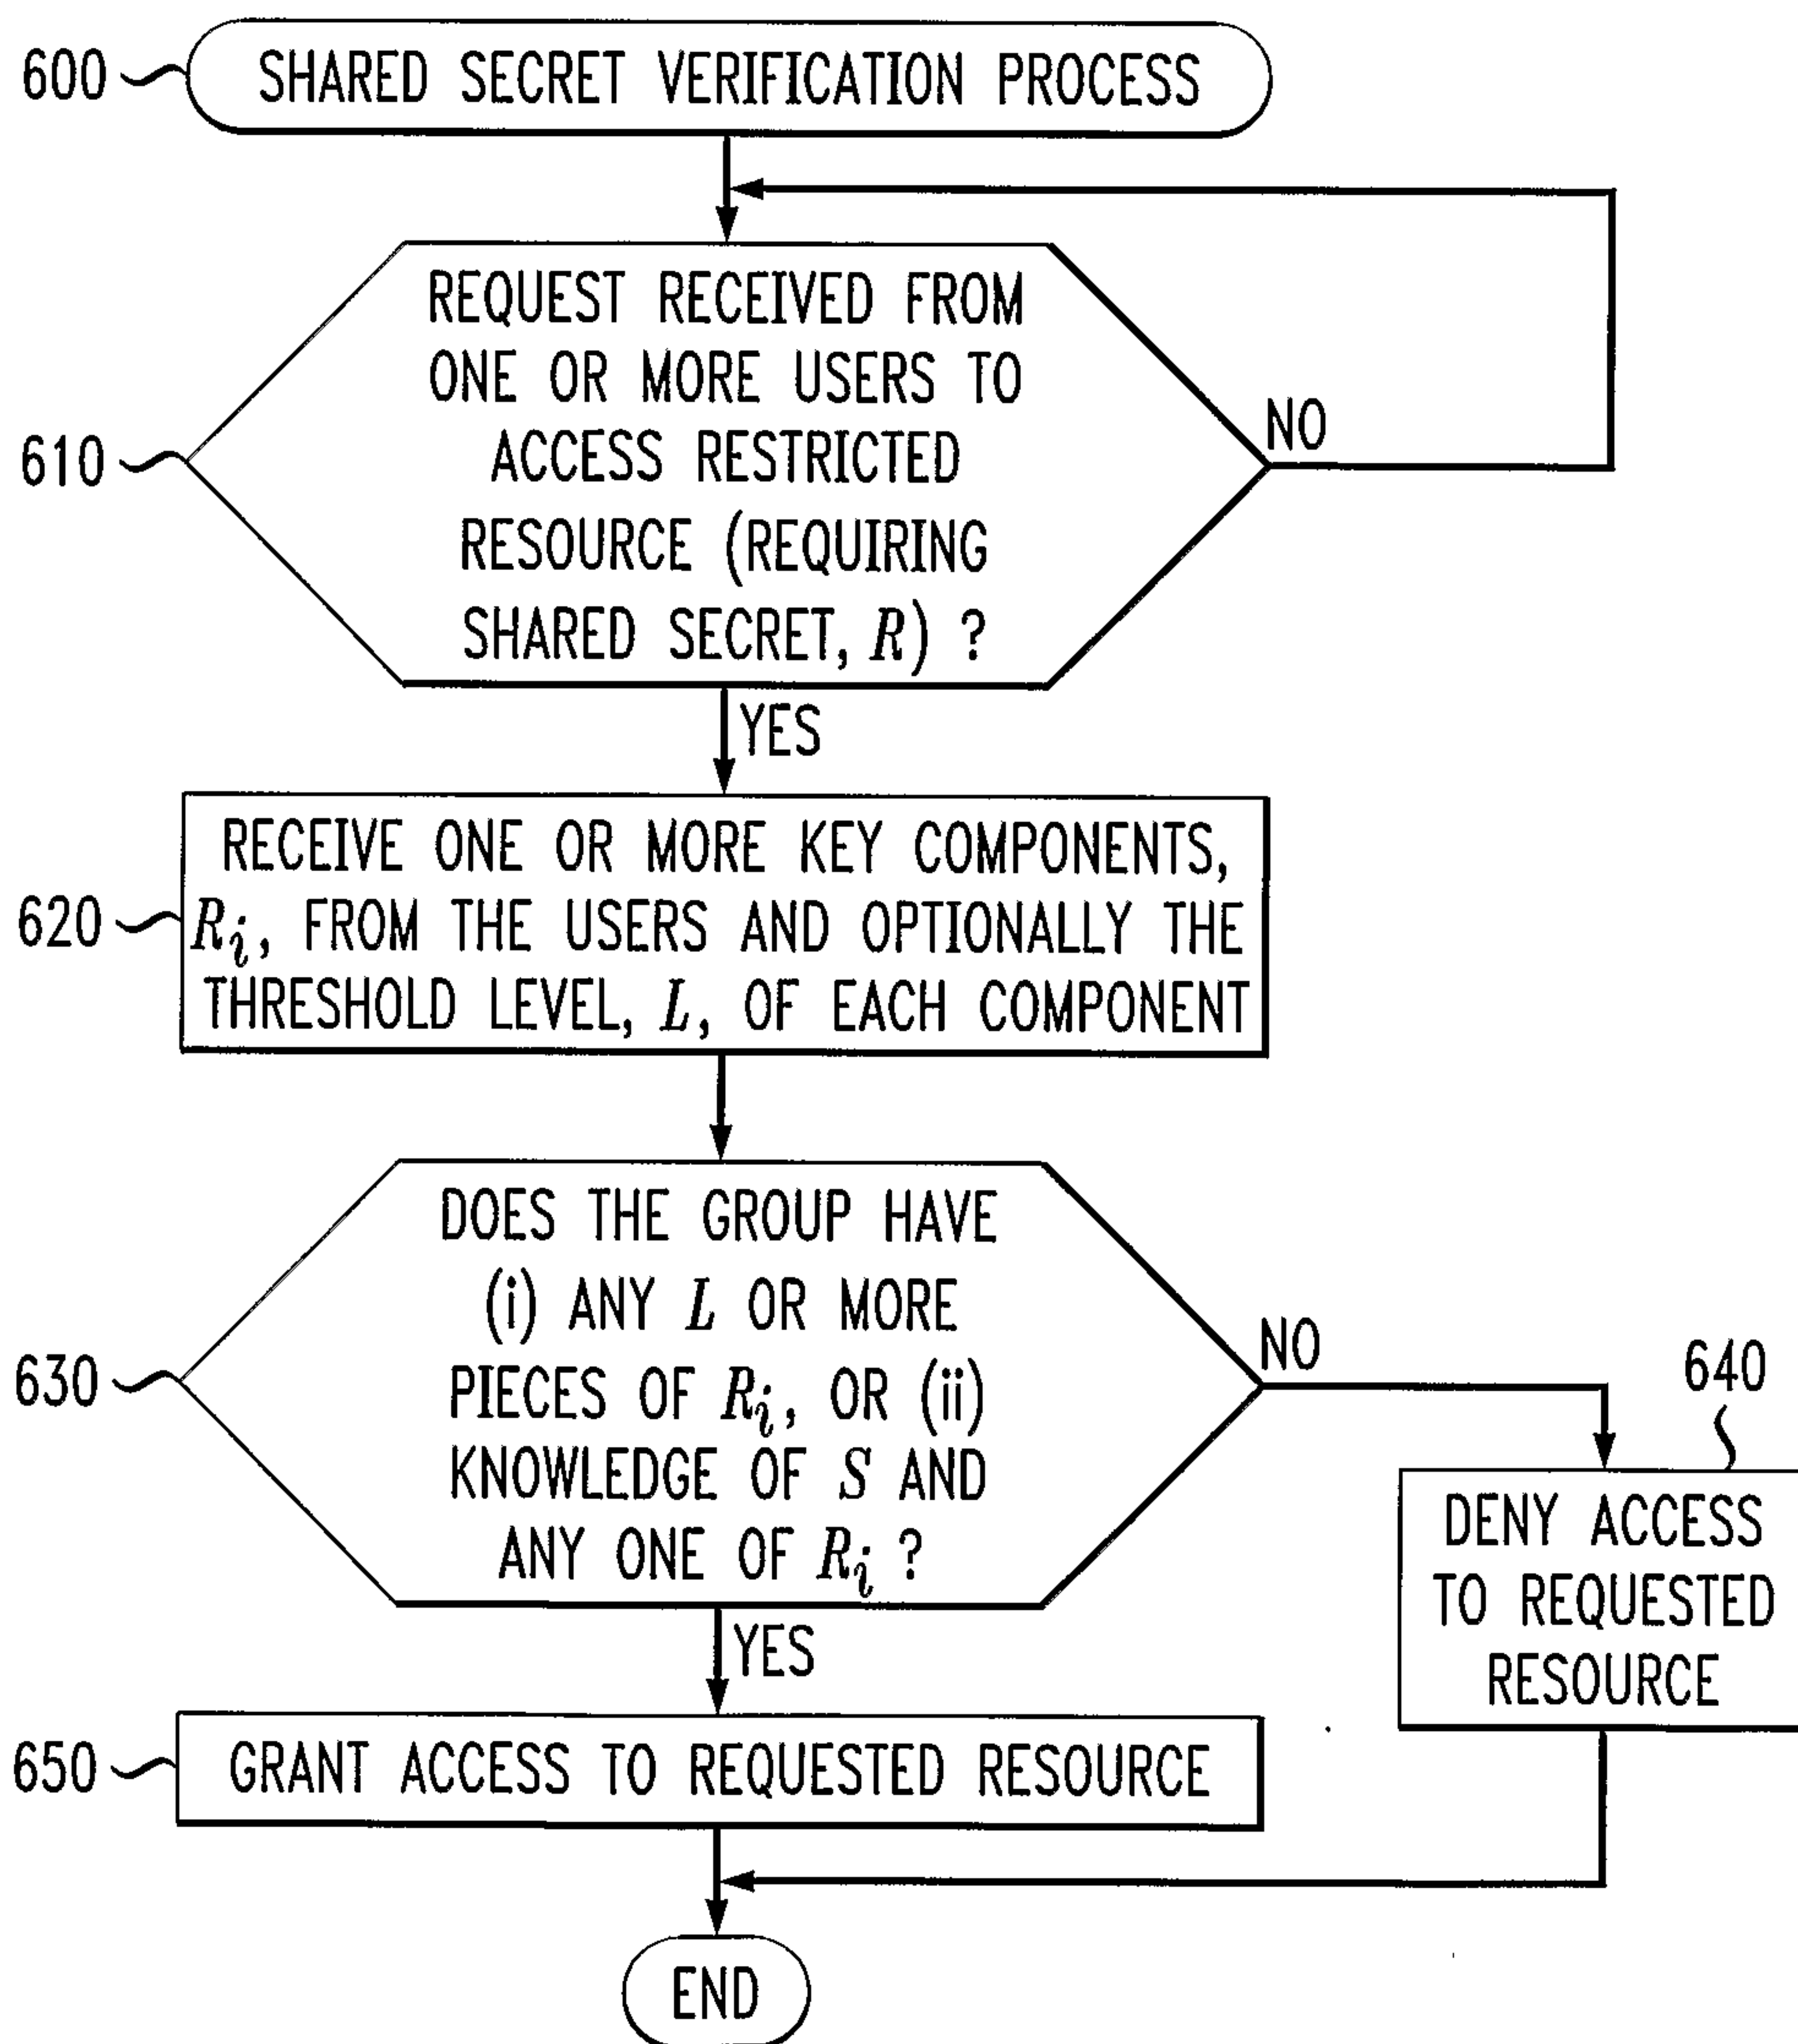 600
SHARED SECRET VERIFICATION PROCESS
610
REQUEST RECEIVED FROM
ONE OR MORE USERS TO
ACCESS RESTRICTED
RESOURCE (REQUIRING
SHARED SECRET, R) ?
NO
YES
620
RECEIVE ONE OR MORE KEY COMPONENTS,
Ri, FROM THE USERS AND OPTIONALLY THE
THRESHOLD LEVEL, L, OF EACH COMPONENT
630
DOES THE GROUP HAVE
(i) ANY L OR MORE
PIECES OF Ri, OR (ii)
KNOWLEDGE OF S AND
ANY ONE OF Ri ?
NO
640
DENY ACCESS
TO REQUESTED
RESOURCE
YES
650
GRANT ACCESS TO REQUESTED RESOURCE
END